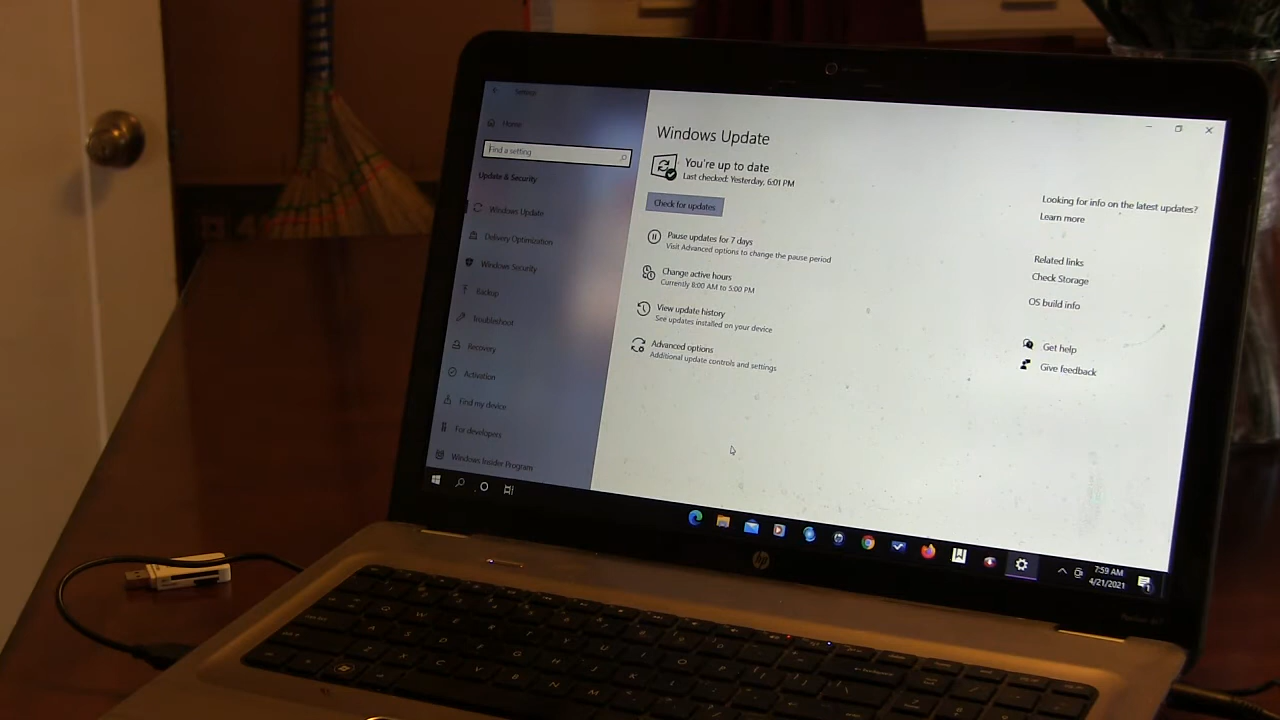 Settings
Home
Find a setting
Update & Security
Windows Update
Delivery Optimization
Windows Security
Backup
Troubleshoot
Recovery
Activation
Find my device
For developers
Windows Insider Program
Windows Update
You're up to date
Last checked: Yesterday, 6:01 PM
Check for updates
Pause updates for 7 days
Visit Advanced options to change the pause period
Change active hours
Currently 8:00 AM to 5:00 PM
View update history
See updates installed on your device
Advanced options
Additional update controls and settings
Looking for info on the latest updates?
Learn more
Related links
Check Storage
OS build info
Get help
Give feedback
7:59 AM
4/21/2021
hp